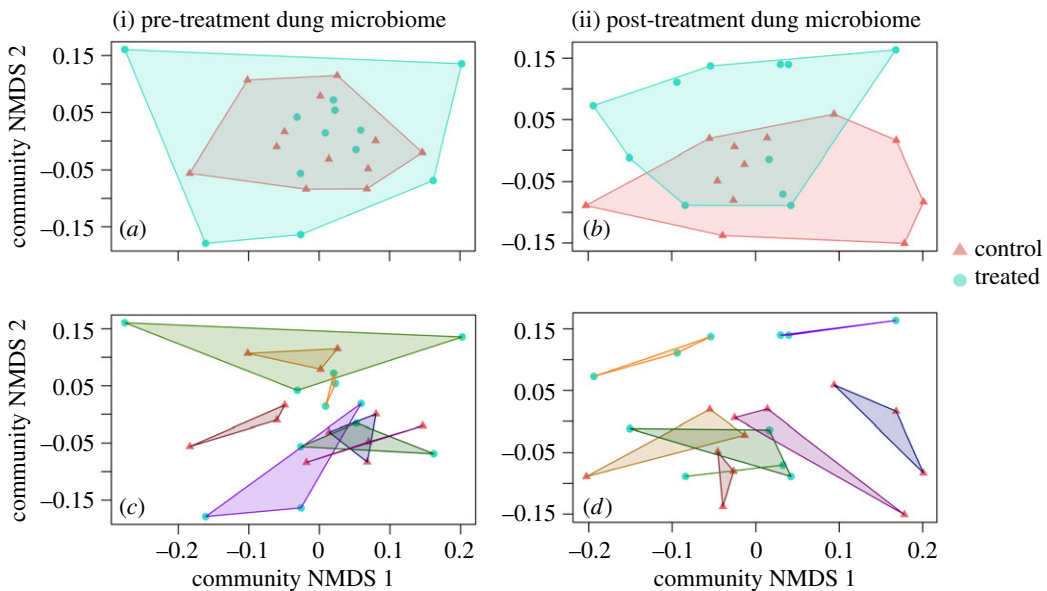 (i) pre-treatment dung microbiome
(ii) post-treatment dung microbiome
community NMDS 2
0.15
0.05
−0.05
−0.15
(a)
0.15
0.05
−0.05
−0.15
(b)
control
treated
community NMDS 2
0.15
0.05
−0.05
−0.15
(c)
−0.2
−0.1
0
0.1
0.2
community NMDS 1
0.15
0.05
−0.05
−0.15
(d)
−0.2
−0.1
0
0.1
0.2
community NMDS 1